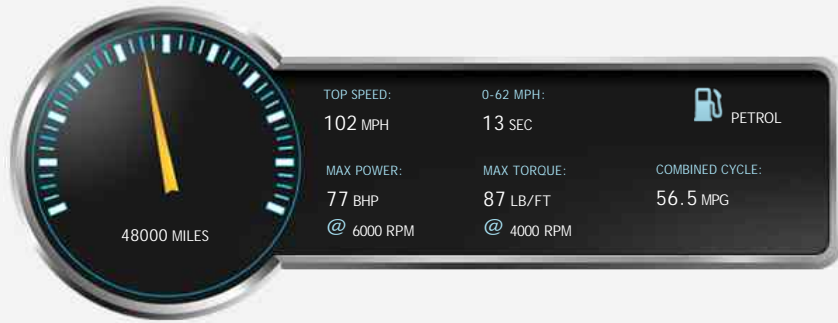 TOP SPEED:
102 MPH
0-62 MPH:
13 SEC
PETROL
MAX POWER:
77 BHP
@ 6000 RPM
MAX TORQUE:
87 LB/FT
@ 4000 RPM
COMBINED CYCLE:
56.5 MPG
48000 MILES